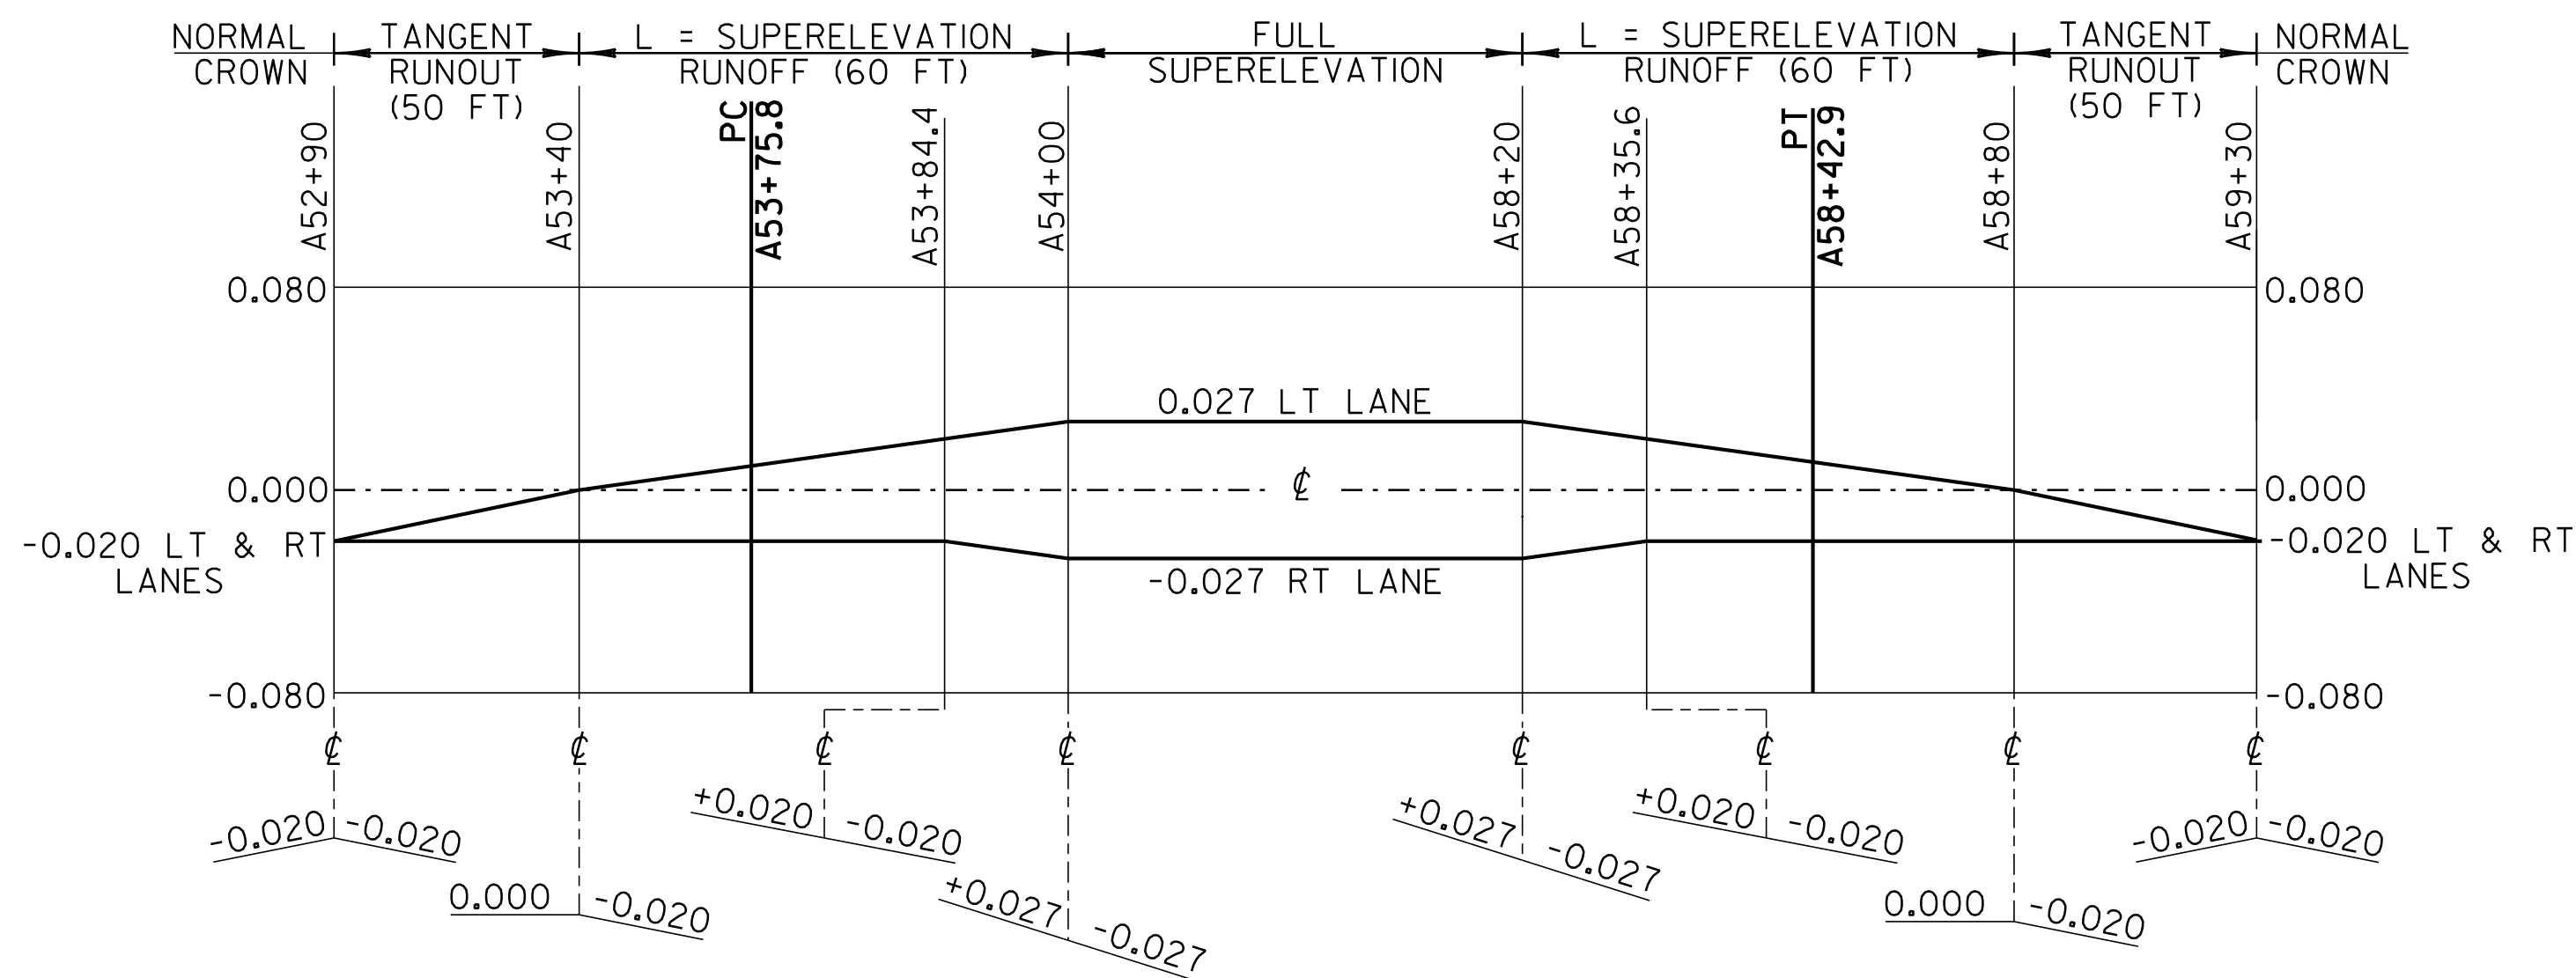 NORMAL
CROWN
TANGENT
RUNOUT
(50 FT)
L = SUPERELEVATION
RUNOFF (60 FT)
FULL
SUPERELEVATION
L = SUPERELEVATION
RUNOFF (60 FT)
TANGENT
RUNOUT
(50 FT)
NORMAL
CROWN
A52+90
A53+40
PC
A53+75.8
A53+84.4
A54+00
A58+20
A58+35.6
PT
A58+42.9
A58+80
A59+30
0.080
0.080
0.027 LT LANE
0.000
℄
0.000
-0.020 LT & RT
LANES
-0.027 RT LANE
-0.020 LT & RT
LANES
-0.080
-0.080
℄ ℄ ℄ ℄ ℄ ℄ ℄ ℄
-0.020 -0.020
0.000 -0.020
+0.020 -0.020
+0.027 -0.027
+0.027 -0.027
+0.020 -0.020
0.000 -0.020
-0.020 -0.020